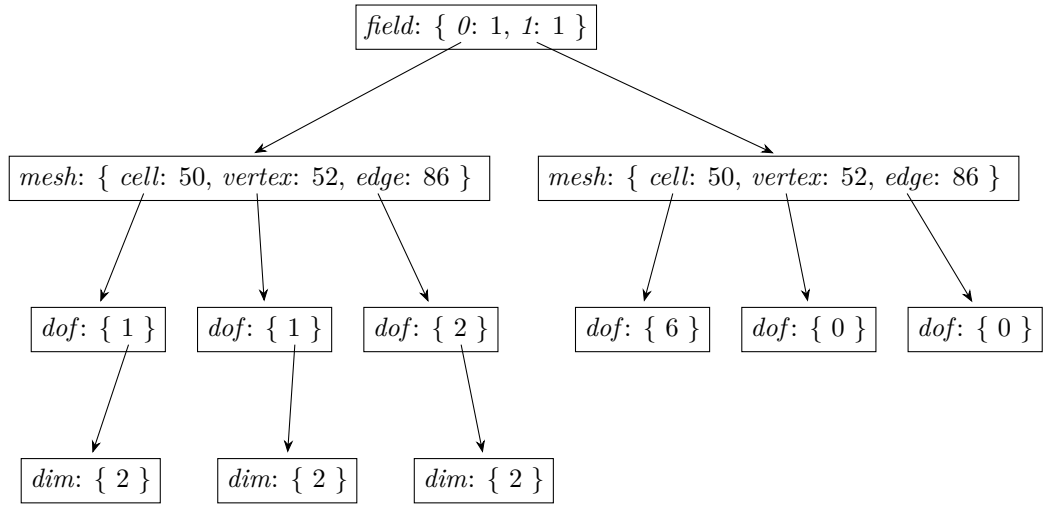 field: { 0: 1, 1: 1 }
mesh: { cell: 50, vertex: 52, edge: 86 }
mesh: { cell: 50, vertex: 52, edge: 86 }
dof: { 1 }
dof: { 1 }
dof: { 2 }
dof: { 6 }
dof: { 0 }
dof: { 0 }
dim: { 2 }
dim: { 2 }
dim: { 2 }